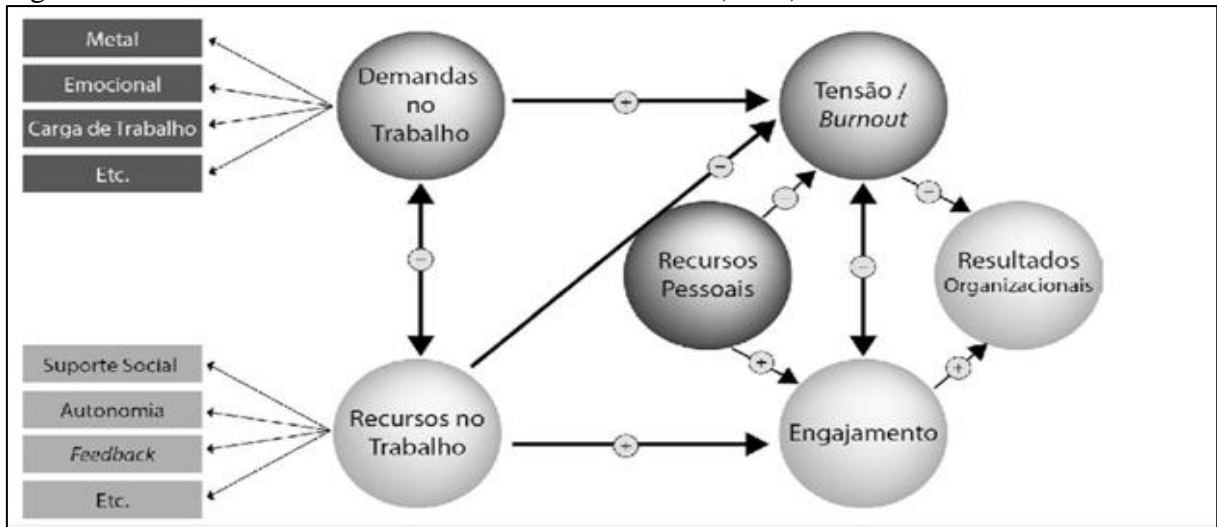 Metal
Emocional
Carga de Trabalho
Etc.
Demandas
no
Trabalho
+
Tensão /
Burnout
−
−
−
−
−
Recursos
Pessoais
Resultados
Organizacionais
+
+
Suporte Social
Autonomia
Feedback
Etc.
Recursos no
Trabalho
+
Engajamento